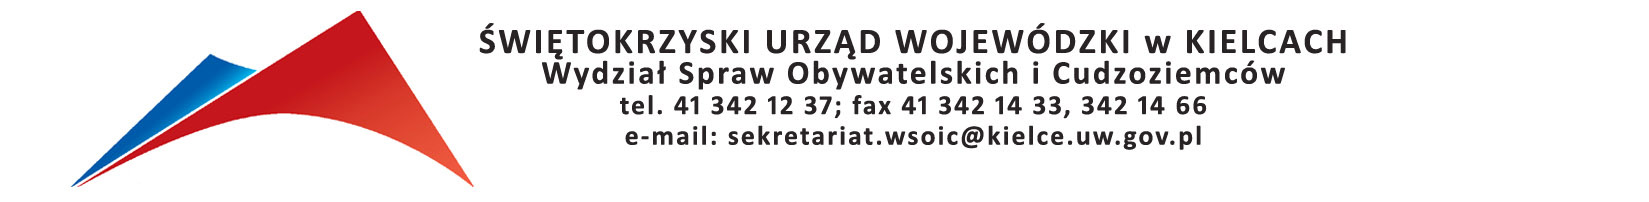 ŚWIĘTOKRZYSKI URZĄD WOJEWÓDZKI w KIELCACH
Wydział Spraw Obywatelskich i Cudzoziemców
tel. 41 342 12 37; fax 41 342 14 33, 342 14 66
e-mail: sekretariat.wsoic@kielce.uw.gov.pl